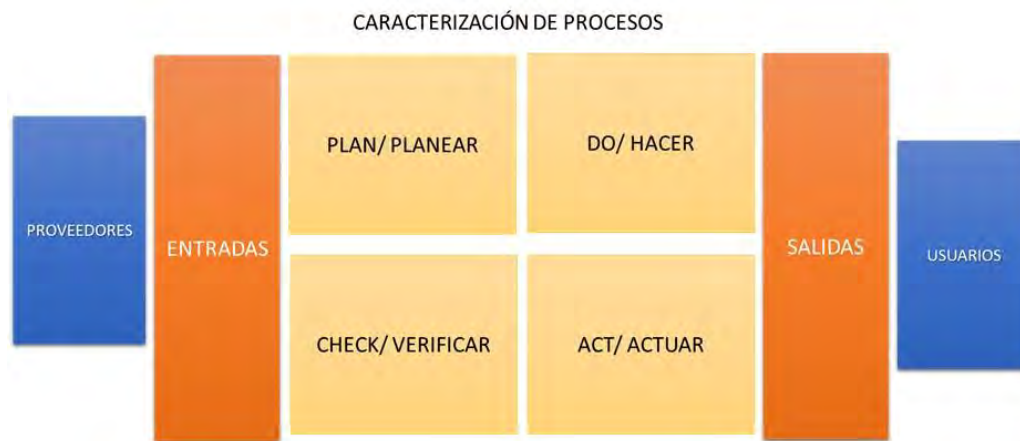 CARACTERIZACIÓN DE PROCESOS
PROVEEDORES
ENTRADAS
PLAN/ PLANEAR
DO/ HACER
CHECK/ VERIFICAR
ACT/ ACTUAR
SALIDAS
USUARIOS